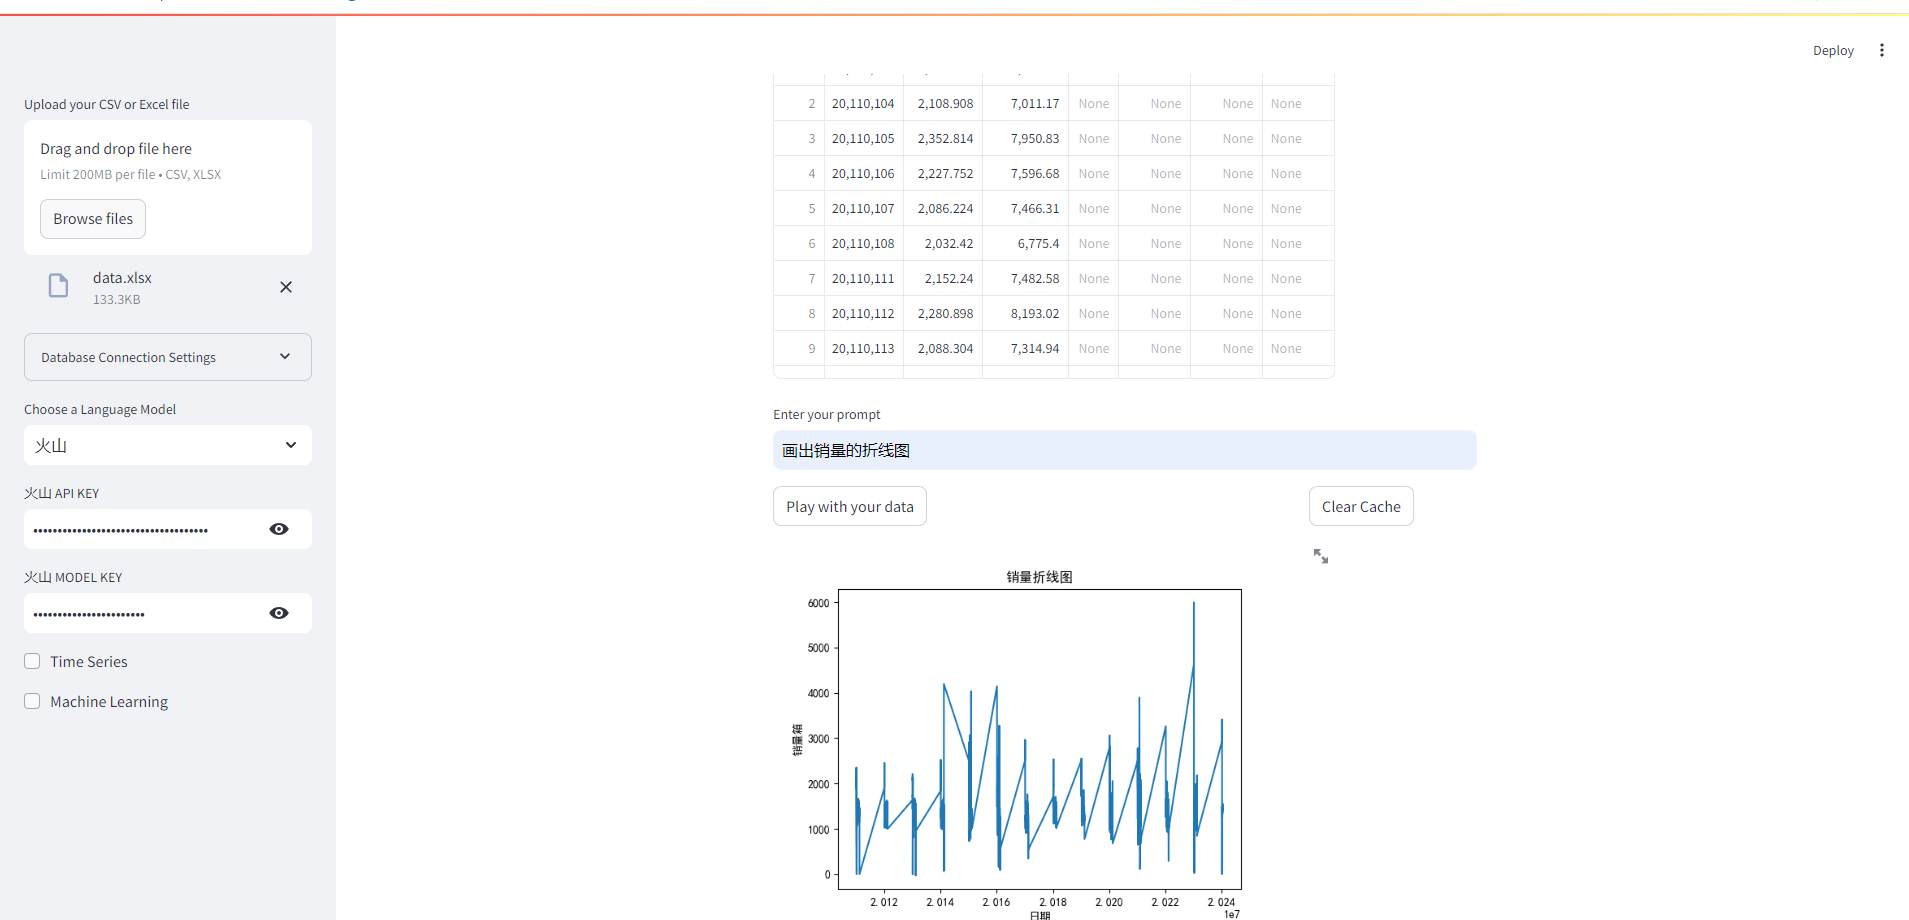 Deploy
Upload your CSV or Excel file
Drag and drop file here
Limit 200MB per file • CSV, XLSX
Browse files
data.xlsx
133.3KB
Database Connection Settings
Choose a Language Model
火山
火山 API KEY
火山 MODEL KEY
Time Series
Machine Learning
2 20,110,104 2,108.908 7,011.17 None None None None
3 20,110,105 2,352.814 7,950.83 None None None None
4 20,110,106 2,227.752 7,596.68 None None None None
5 20,110,107 2,086.224 7,466.31 None None None None
6 20,110,108 2,032.42 6,775.4 None None None None
7 20,110,111 2,152.24 7,482.58 None None None None
8 20,110,112 2,280.898 8,193.02 None None None None
9 20,110,113 2,088.304 7,314.94 None None None None
Enter your prompt
画出销量的折线图
Play with your data
Clear Cache
销量折线图
销量箱
6000
5000
4000
3000
2000
1000
0
2.012 2.014 2.016 2.018 2.020 2.022 2.024
1e7
日期